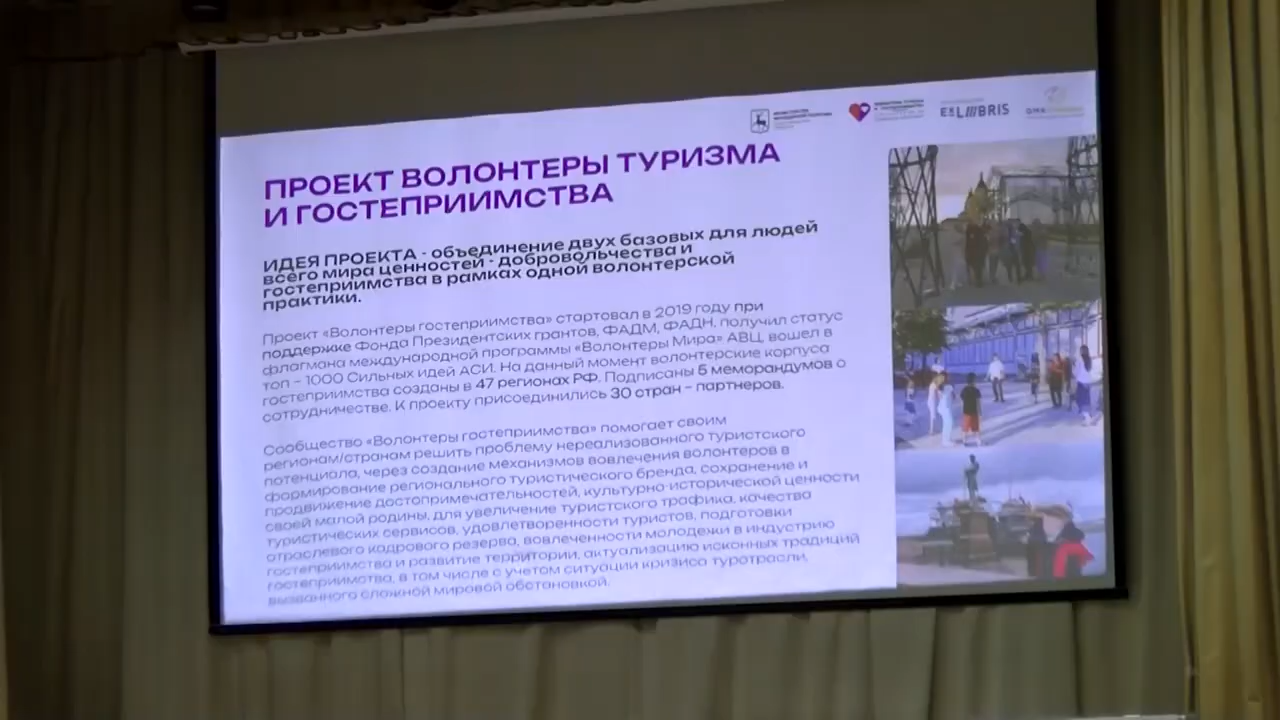 МИНИСТЕРСТВО
МОЛОДЕЖНОЙ ПОЛИТИКИ
EXLIBRIS
ПРОЕКТ ВОЛОНТЕРЫ ТУРИЗМА
И ГОСТЕПРИИМСТВА
ИДЕЯ ПРОЕКТА - объединение двух базовых для людей
всего мира ценностей - добровольчества и
гостеприимства в рамках одной волонтерской
практики.
Проект «Волонтеры гостеприимства» стартовал в 2019 году при
поддержке Фонда Президентских грантов, ФАДМ, ФАДН, получил статус
флагмана международной программы «Волонтеры Мира» АВЦ, вошел в
топ – 1000 Сильных идей АСИ. На данный момент волонтерские корпуса
гостеприимства созданы в 47 регионах РФ. Подписаны 5 меморандумов о
сотрудничестве. К проекту присоединились 30 стран – партнеров.
Сообщество «Волонтеры гостеприимства» помогает своим
регионам/странам решить проблему нереализованного туристского
потенциала, через создание механизмов вовлечения волонтеров в
формирование регионального туристического бренда, сохранение и
продвижение достопримечательностей, культурно-исторической ценности
своей малой родины, для увеличение туристского трафика, качества
туристических сервисов, удовлетворенности туристов, подготовки
отраслевого кадрового резерва, вовлеченности молодежи в индустрию
гостеприимства и развитие территории, актуализацию исконных традиций
гостеприимства, в том числе с учетом ситуации кризиса туротрасли,
вызванного сложной мировой обстановкой.